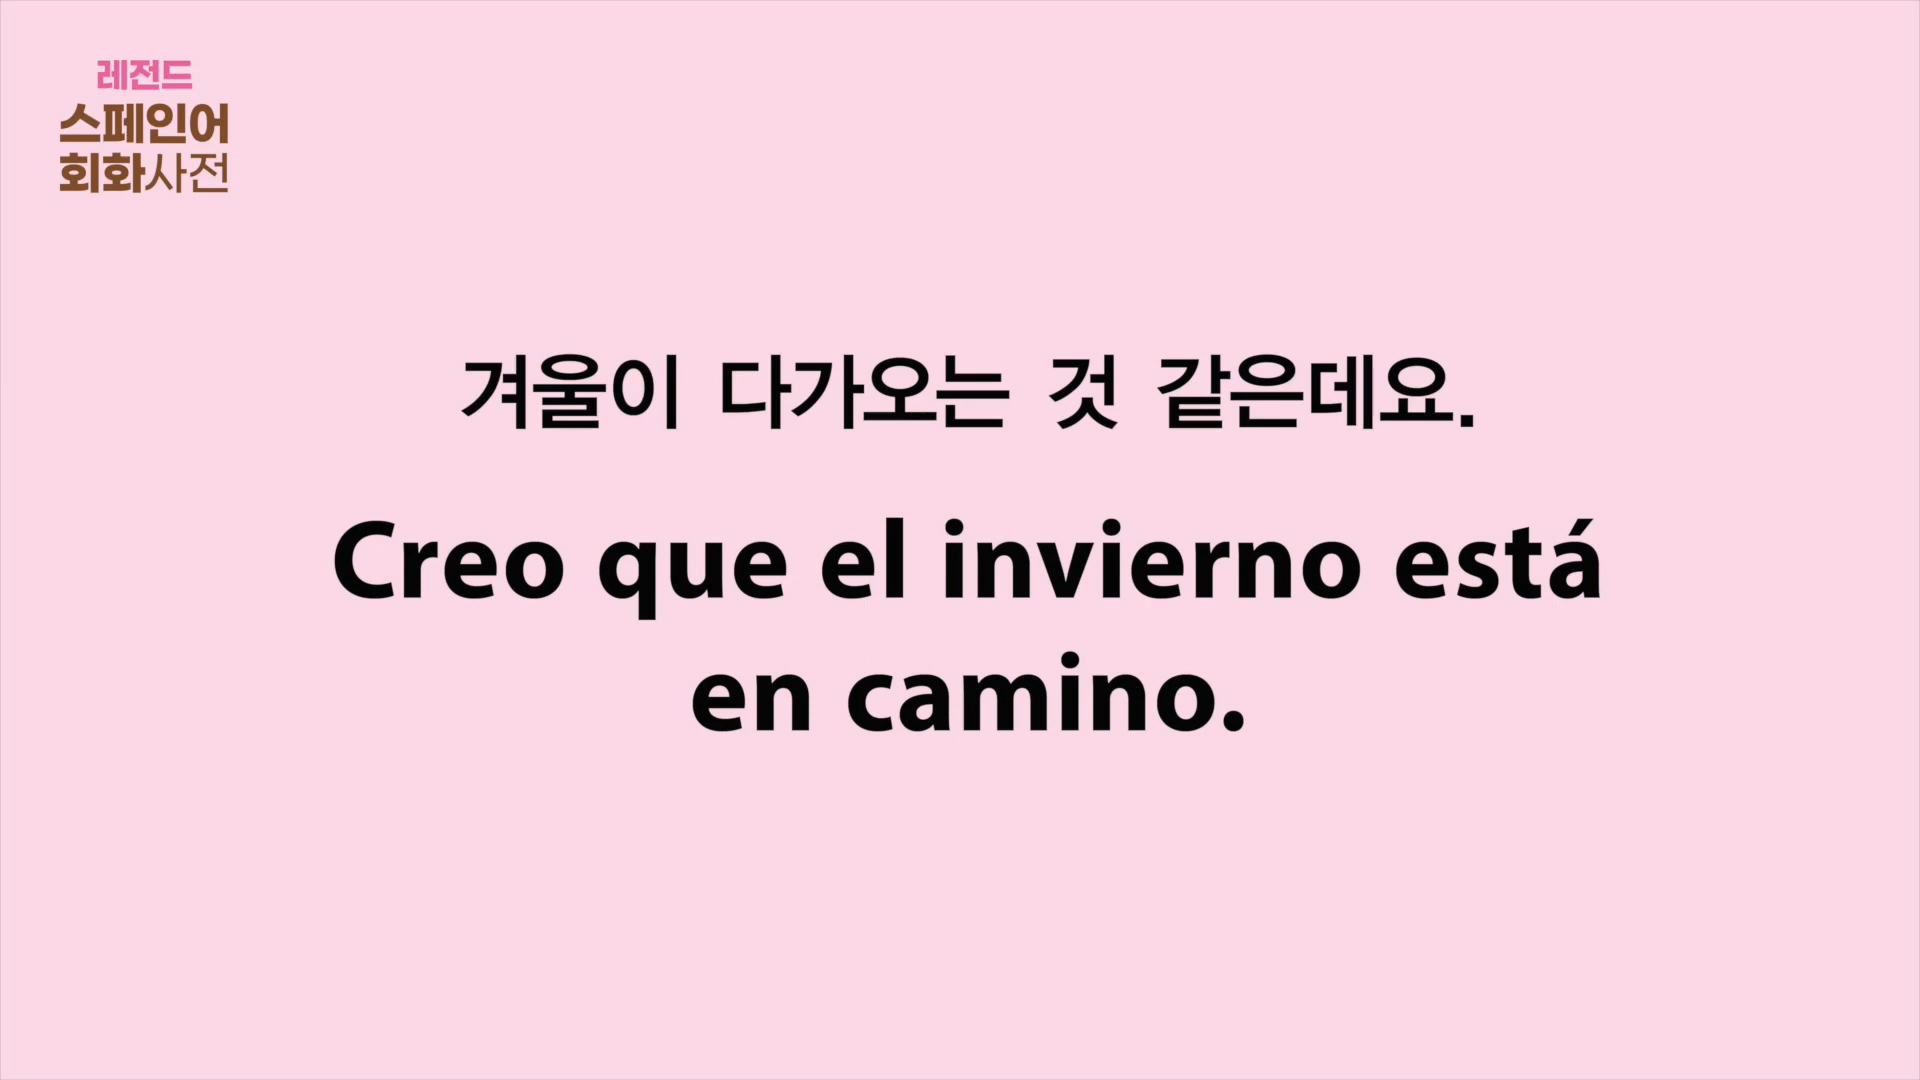 레전드
스페인어
회화사전
겨울이 다가오는 것 같은데요.
Creo que el invierno está
en camino.